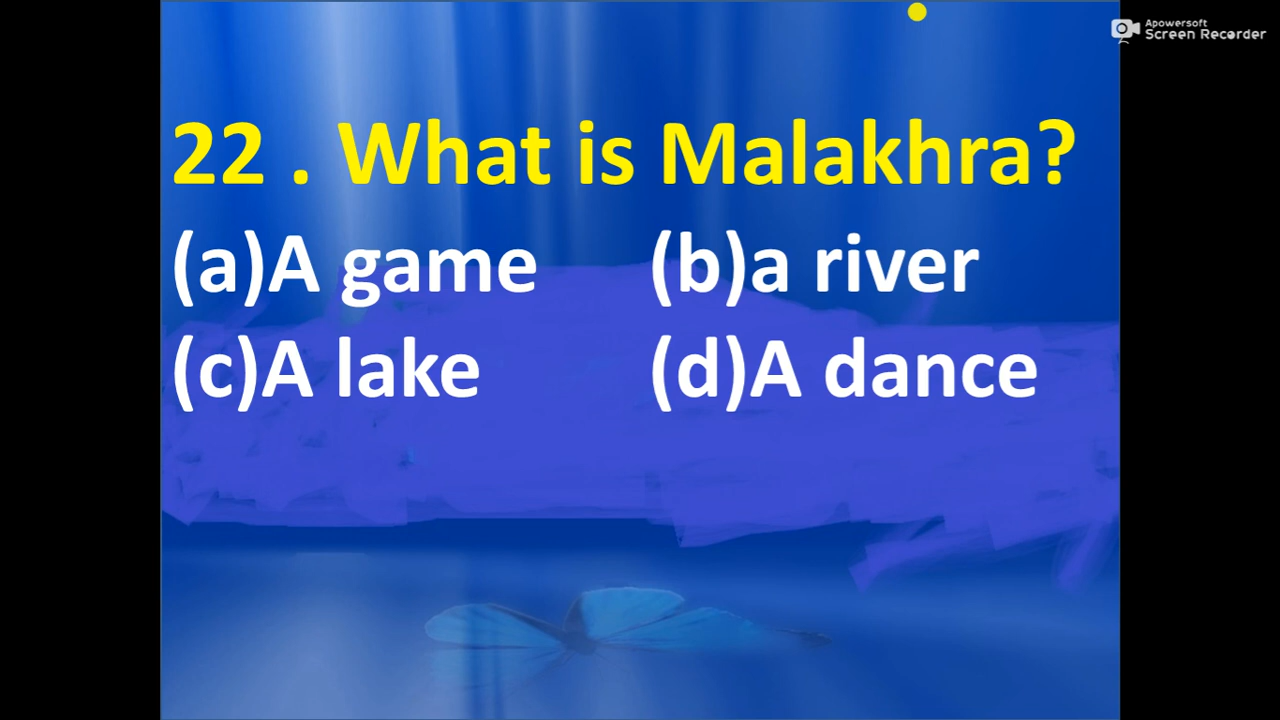 Apowersoft
Screen Recorder
22 . What is Malakhra?
(a)A game (b)a river
(c)A lake (d)A dance